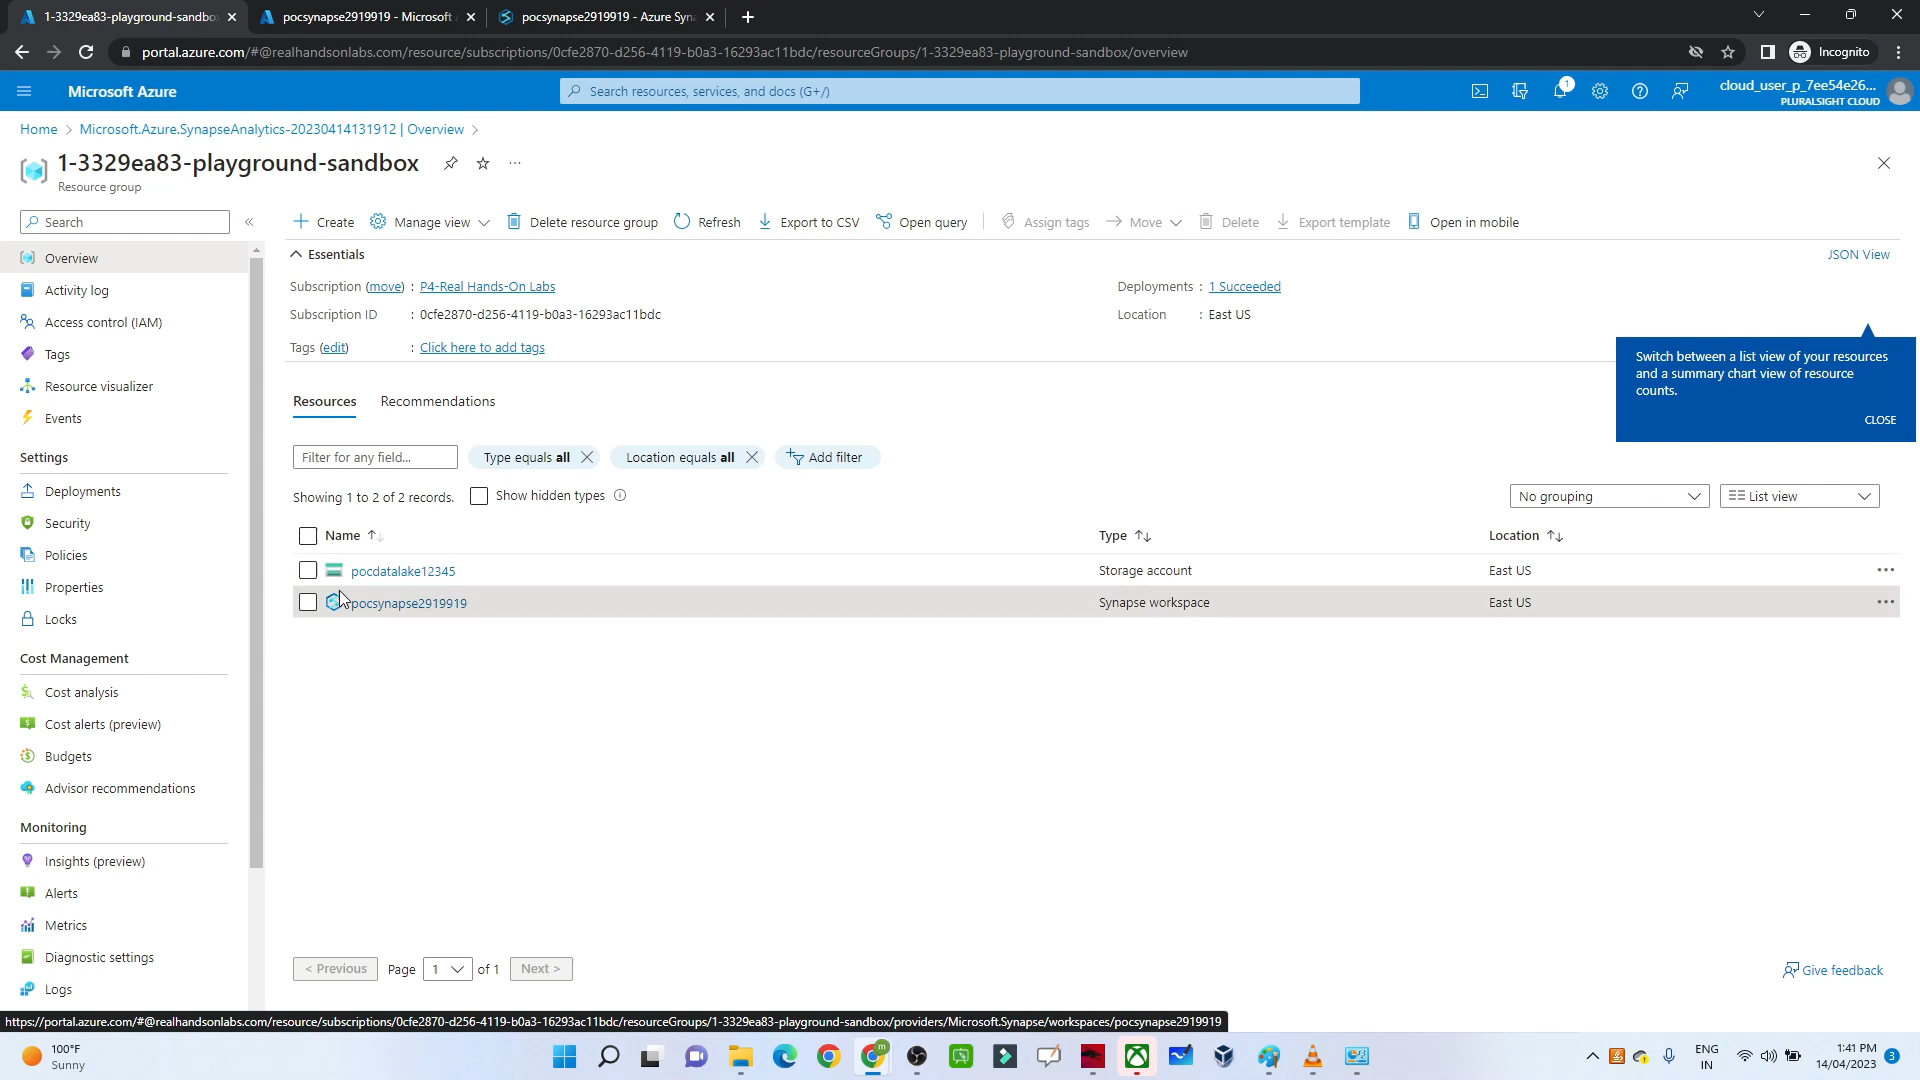 1-3329ea83-playground-sandbo
pocsynapse2919919 - Microsoft
pocsynapse2919919 - Azure Syn
portal.azure.com/#@realhandsonlabs.com/resource/subscriptions/0cfe2870-d256-4119-b0a3-16293ac11bdc/resourceGroups/1-3329ea83-playground-sandbox/overview
Incognito
Microsoft Azure
Search resources, services, and docs (G+/)
1
cloud_user_p_7ee54e26...
PLURALSIGHT CLOUD
Home > Microsoft.Azure.SynapseAnalytics-20230414131912 | Overview >
1-3329ea83-playground-sandbox
Resource group
Search
Create
Manage view
Delete resource group
Refresh
Export to CSV
Open query
Assign tags
Move
Delete
Export template
Open in mobile
Overview
Activity log
Access control (IAM)
Tags
Resource visualizer
Events
Settings
Deployments
Security
Policies
Properties
Locks
Cost Management
Cost analysis
Cost alerts (preview)
Budgets
Advisor recommendations
Monitoring
Insights (preview)
Alerts
Metrics
Diagnostic settings
Logs
Essentials
JSON View
Subscription (move) : P4-Real Hands-On Labs
Deployments : 1 Succeeded
Subscription ID : 0cfe2870-d256-4119-b0a3-16293ac11bdc
Location : East US
Tags (edit) : Click here to add tags
Switch between a list view of your resources
and a summary chart view of resource
counts.
CLOSE
Resources
Recommendations
Filter for any field...
Type equals all
Location equals all
Add filter
Showing 1 to 2 of 2 records.
Show hidden types
No grouping
List view
Name
Type
Location
pocdatalake12345
Storage account
East US
pocsynapse2919919
Synapse workspace
East US
< Previous
Page 1 of 1
Next >
Give feedback
https://portal.azure.com/#@realhandsonlabs.com/resource/subscriptions/0cfe2870-d256-4119-b0a3-16293ac11bdc/resourceGroups/1-3329ea83-playground-sandbox/providers/Microsoft.Synapse/workspaces/pocsynapse2919919
100°F
Sunny
m
ENG
IN
1:41 PM
14/04/2023
3